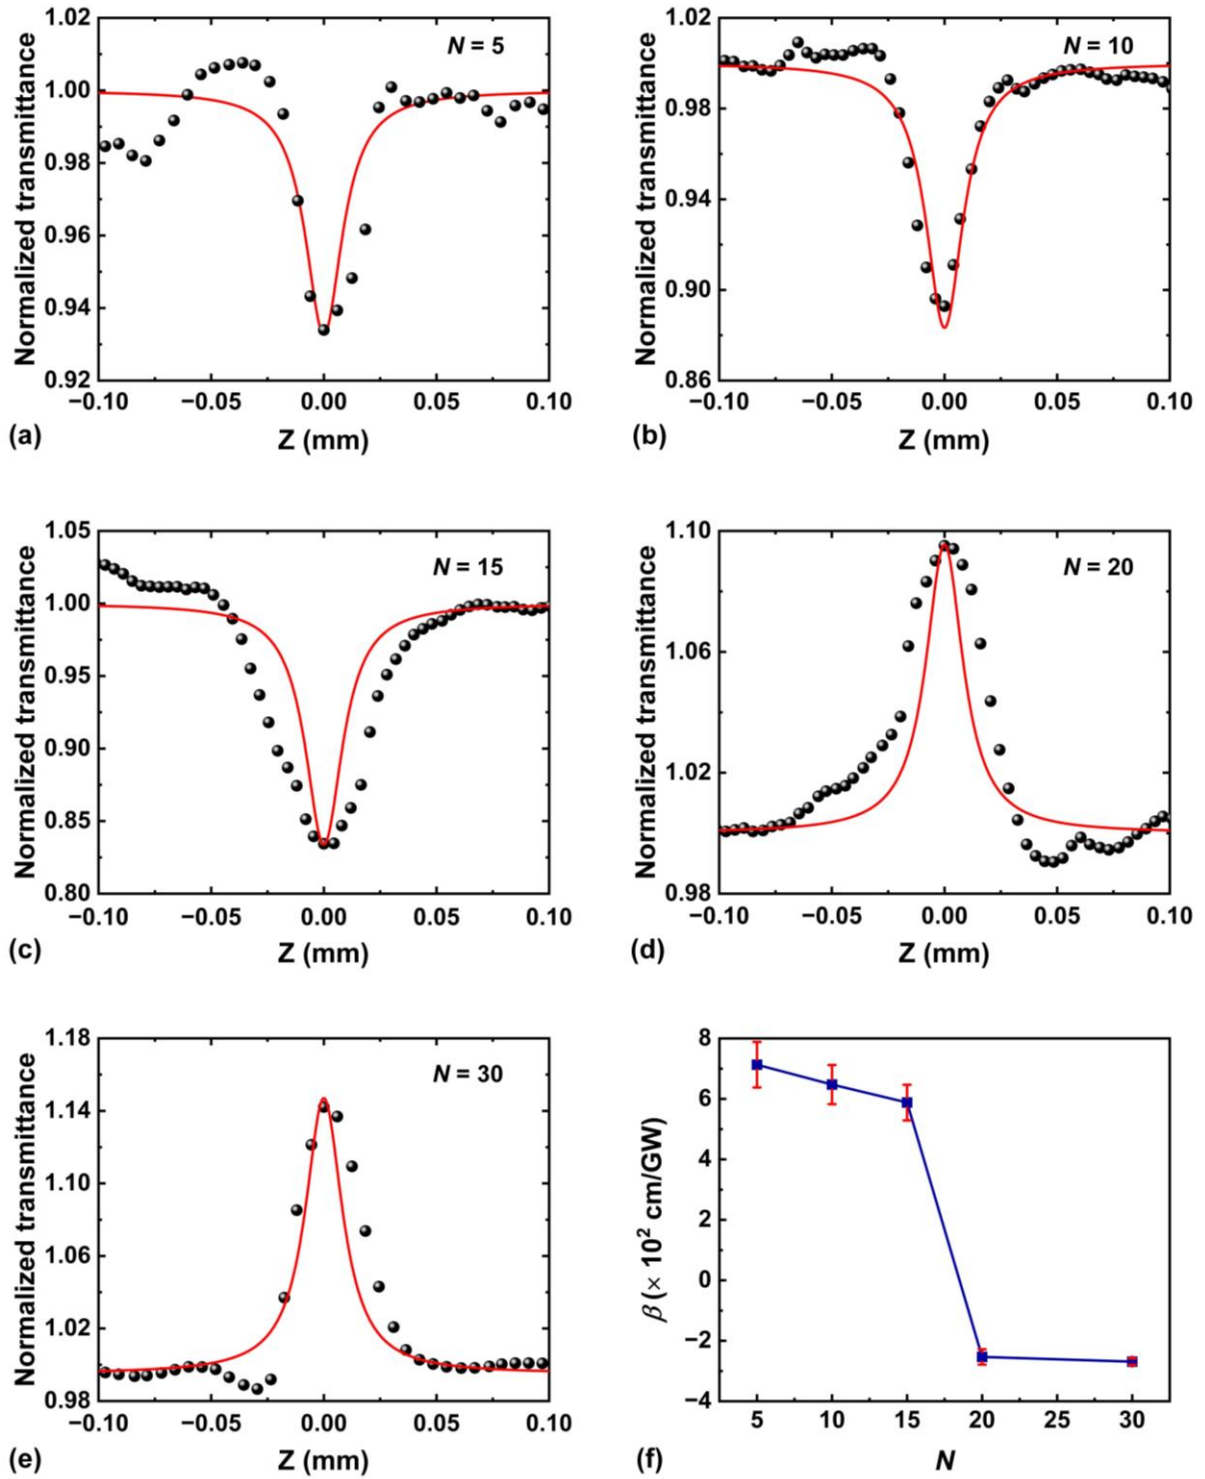 1.02
1.00
0.98
0.96
0.94
0.92
Normalized transmittance
N = 5
−0.10 −0.05 0.00 0.05 0.10
Z (mm)
(a)
1.02
0.98
0.94
0.90
0.86
Normalized transmittance
N = 10
−0.10 −0.05 0.00 0.05 0.10
Z (mm)
(b)
1.05
1.00
0.95
0.90
0.85
0.80
Normalized transmittance
N = 15
−0.10 −0.05 0.00 0.05 0.10
Z (mm)
(c)
1.10
1.06
1.02
0.98
Normalized transmittance
N = 20
−0.10 −0.05 0.00 0.05 0.10
Z (mm)
(d)
1.18
1.14
1.10
1.06
1.02
0.98
Normalized transmittance
N = 30
−0.10 −0.05 0.00 0.05 0.10
Z (mm)
(e)
8
6
4
2
0
−2
−4
β (× 10² cm/GW)
5 10 15 20 25 30
N
(f)